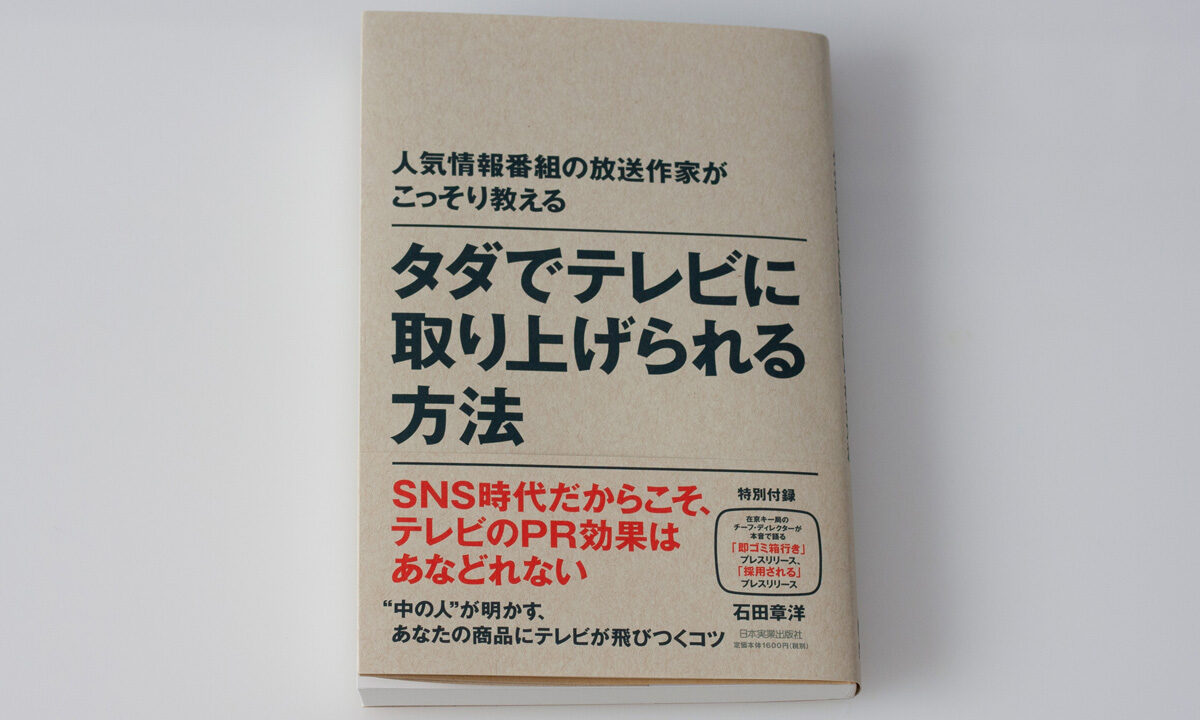 人気情報番組の放送作家が
こっそり教える
タダでテレビに
取り上げられる
方法
SNS時代だからこそ、
テレビのPR効果は
あなどれない
“中の人”が明かす、
あなたの商品にテレビが飛びつくコツ
特別付録
在京キー局の
チーフ・ディレクターが
本音で語る
「即ゴミ箱行き」
プレスリリース、
「採用される」
プレスリリース
石田章洋
日本実業出版社
定価本体1600円(税別)